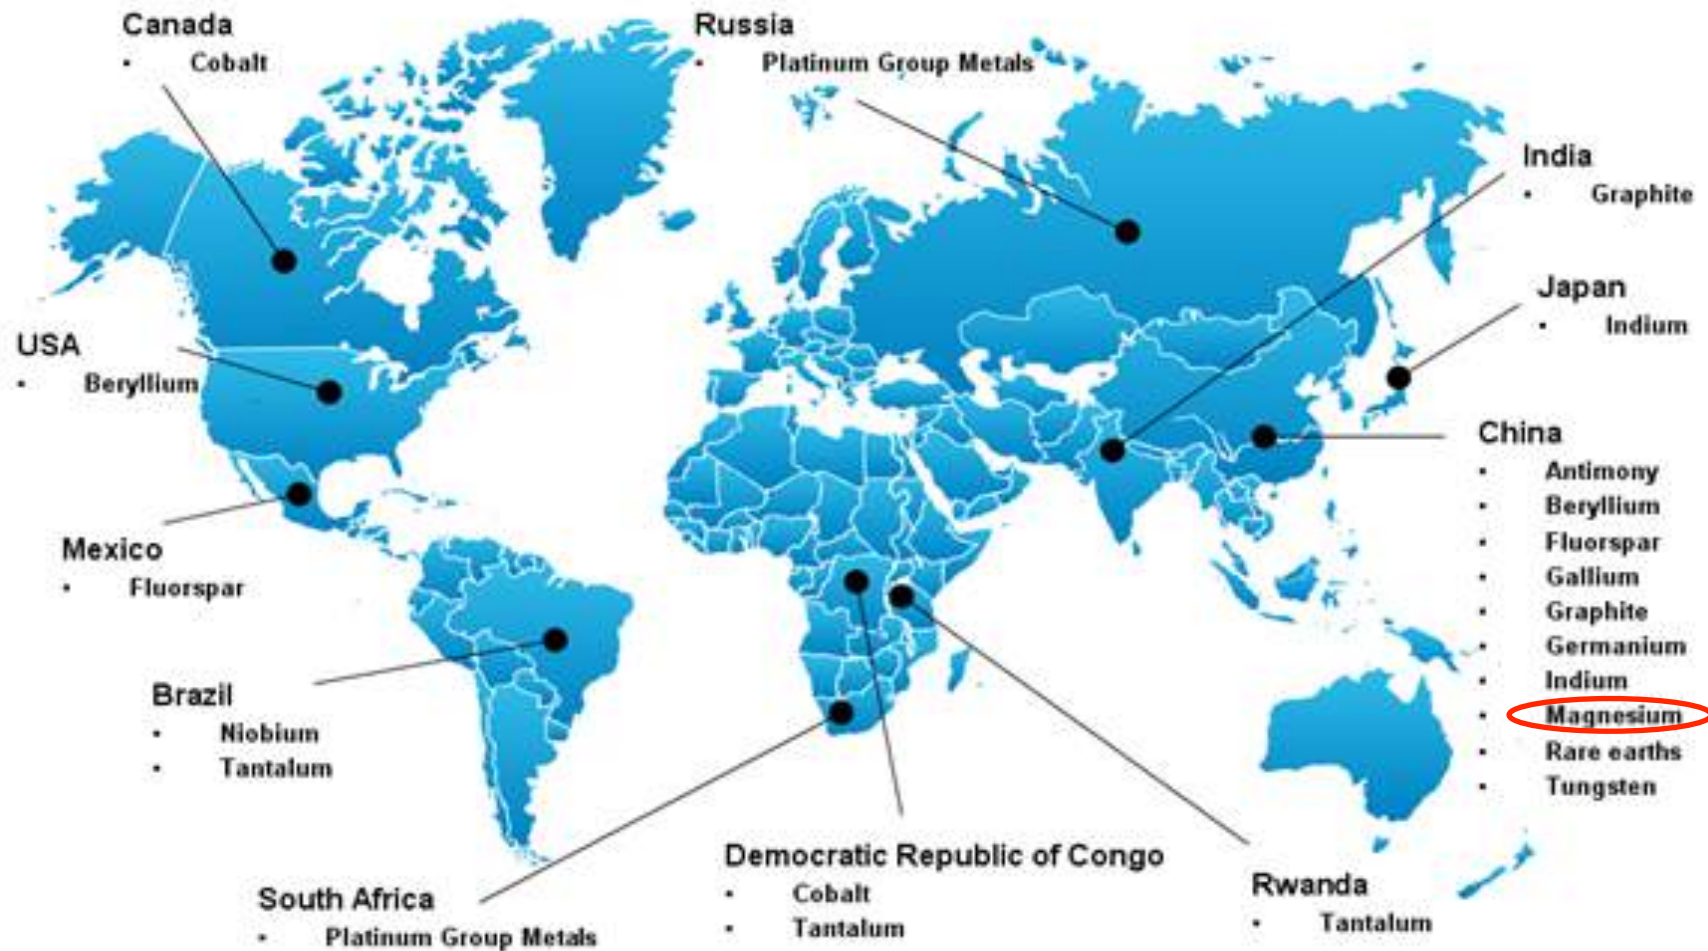 Canada
• Cobalt
Russia
• Platinum Group Metals
India
• Graphite
Japan
• Indium
USA
• Beryllium
China
• Antimony
• Beryllium
• Fluorspar
• Gallium
• Graphite
• Germanium
• Indium
• Magnesium
• Rare earths
• Tungsten
Mexico
• Fluorspar
Brazil
• Niobium
• Tantalum
South Africa
• Platinum Group Metals
Democratic Republic of Congo
• Cobalt
• Tantalum
Rwanda
• Tantalum